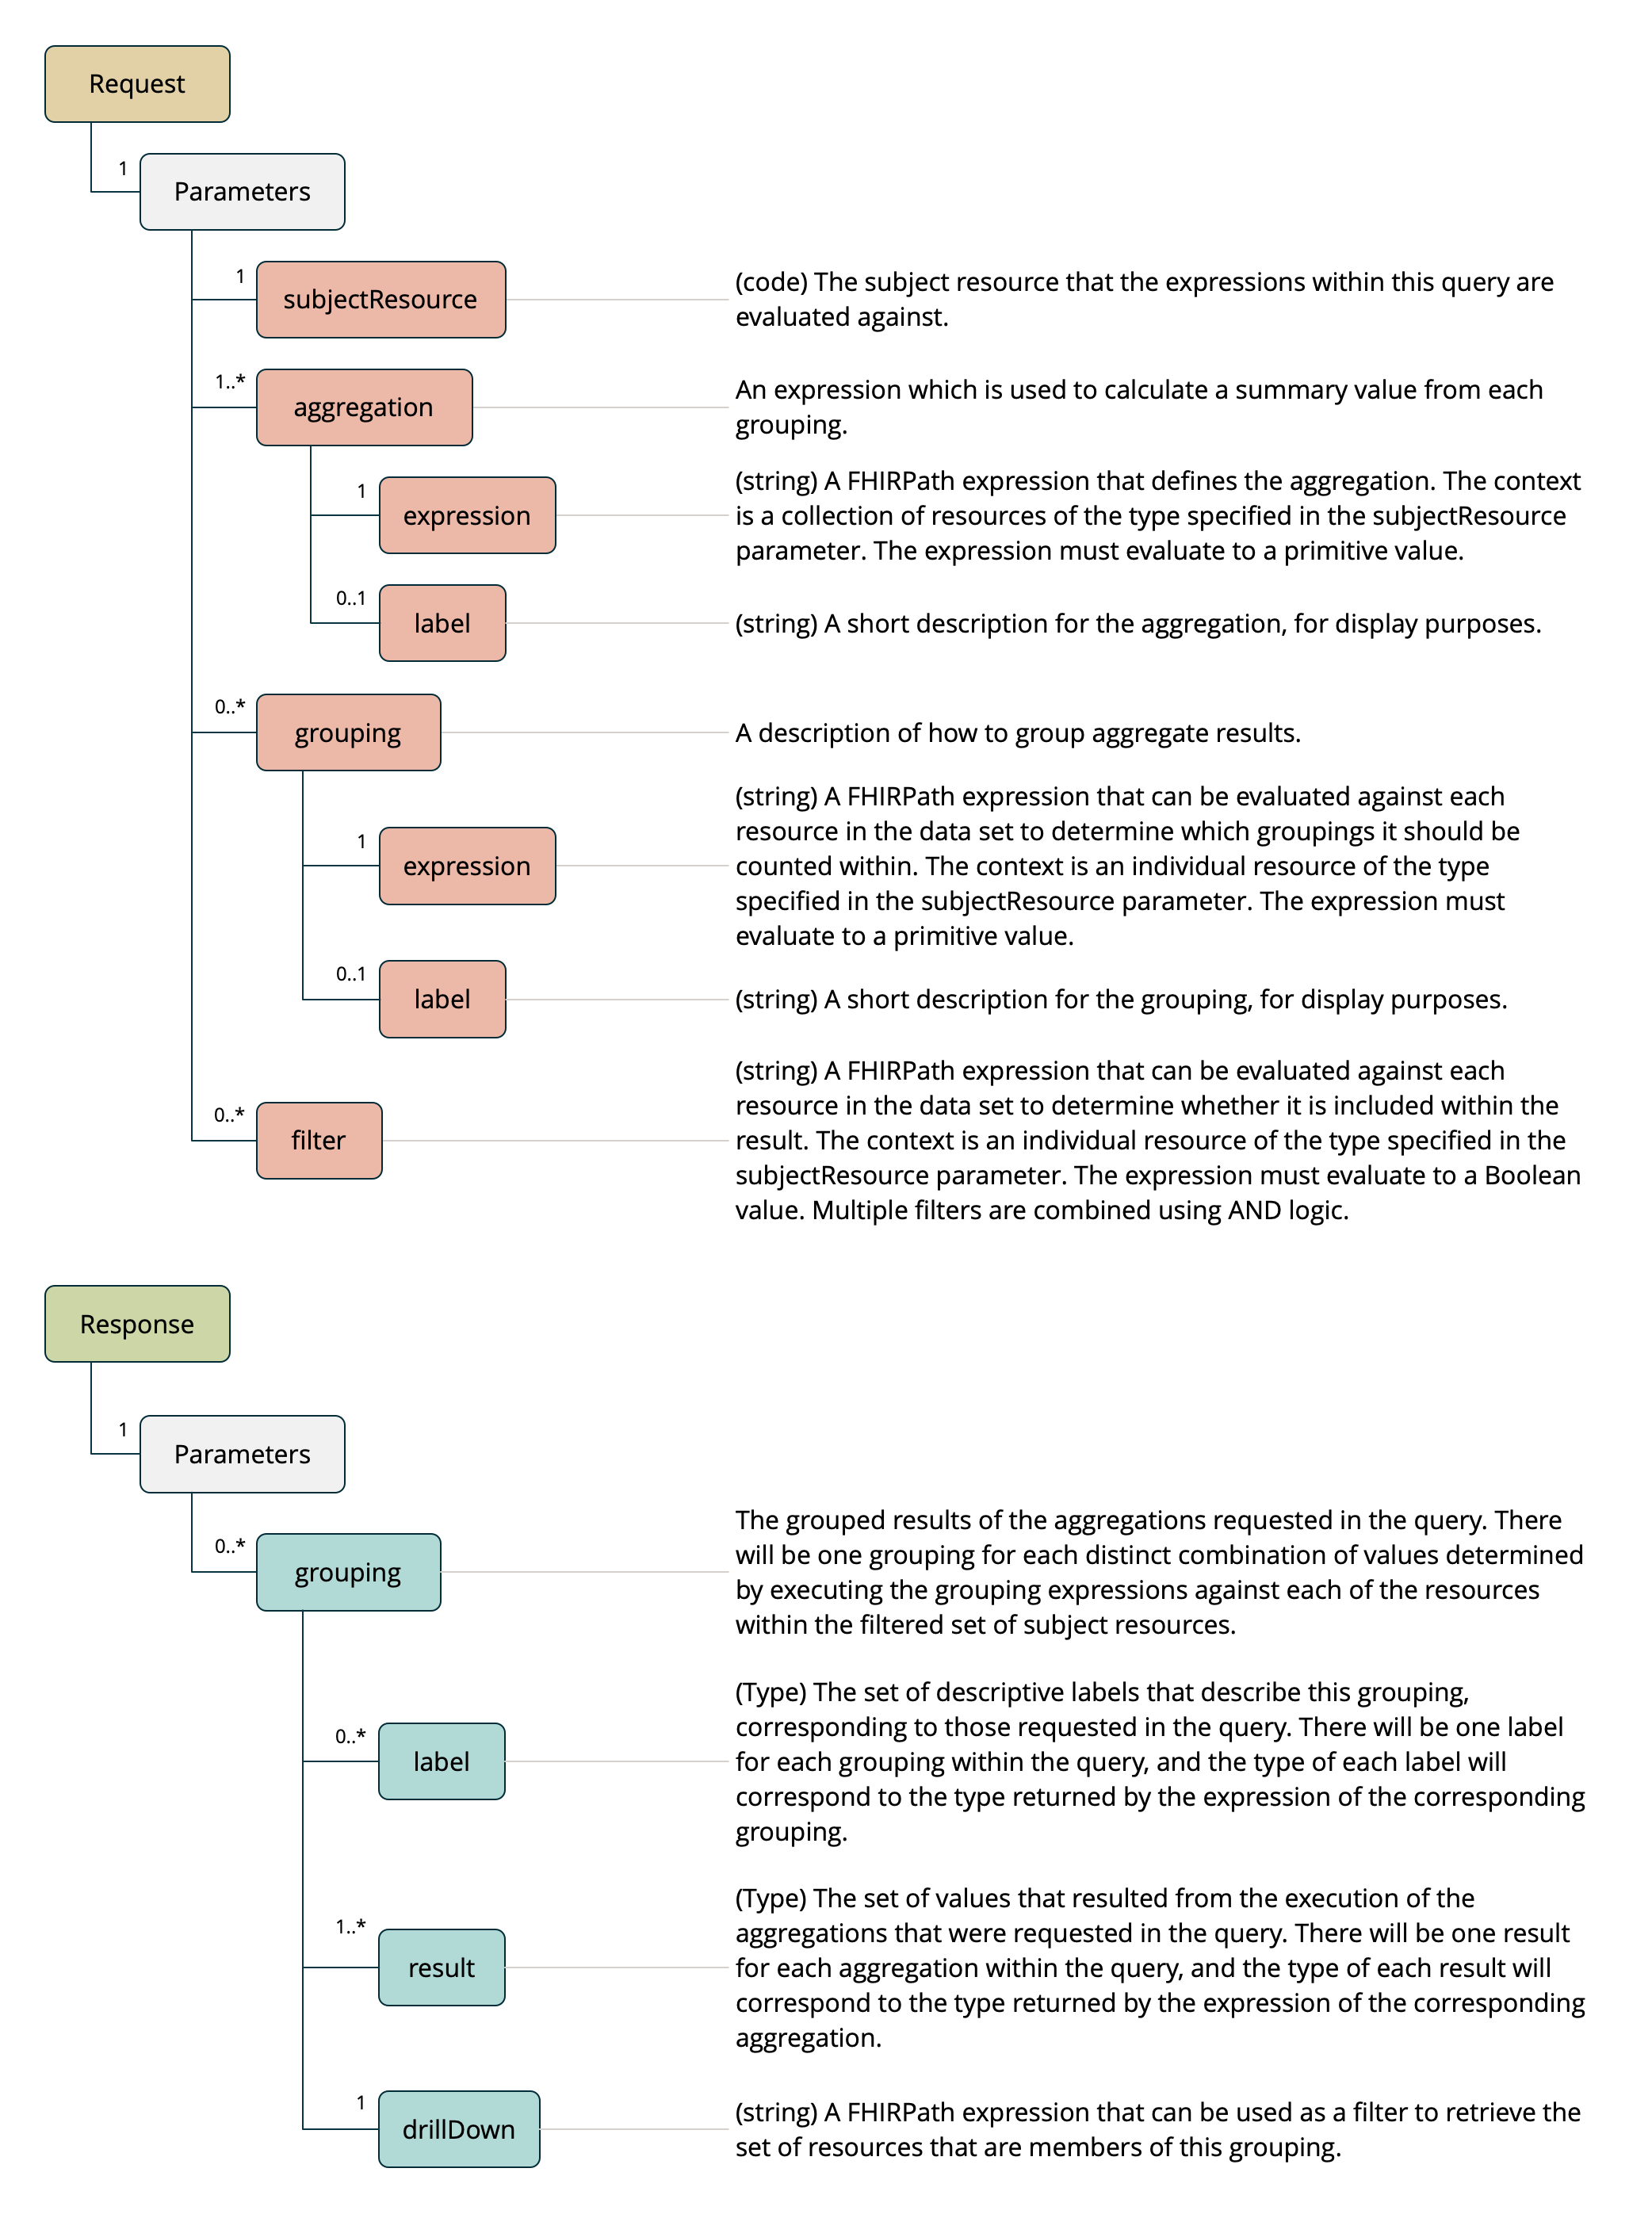 Request
1
Parameters
1
subjectResource
(code) The subject resource that the expressions within this query are
evaluated against.
1..*
aggregation
An expression which is used to calculate a summary value from each
grouping.
1
expression
(string) A FHIRPath expression that defines the aggregation. The context
is a collection of resources of the type specified in the subjectResource
parameter. The expression must evaluate to a primitive value.
0..1
label
(string) A short description for the aggregation, for display purposes.
0..*
grouping
A description of how to group aggregate results.
1
expression
(string) A FHIRPath expression that can be evaluated against each
resource in the data set to determine which groupings it should be
counted within. The context is an individual resource of the type
specified in the subjectResource parameter. The expression must
evaluate to a primitive value.
0..1
label
(string) A short description for the grouping, for display purposes.
0..*
filter
(string) A FHIRPath expression that can be evaluated against each
resource in the data set to determine whether it is included within the
result. The context is an individual resource of the type specified in the
subjectResource parameter. The expression must evaluate to a Boolean
value. Multiple filters are combined using AND logic.
Response
1
Parameters
0..*
grouping
The grouped results of the aggregations requested in the query. There
will be one grouping for each distinct combination of values determined
by executing the grouping expressions against each of the resources
within the filtered set of subject resources.
0..*
label
(Type) The set of descriptive labels that describe this grouping,
corresponding to those requested in the query. There will be one label
for each grouping within the query, and the type of each label will
correspond to the type returned by the expression of the corresponding
grouping.
1..*
result
(Type) The set of values that resulted from the execution of the
aggregations that were requested in the query. There will be one result
for each aggregation within the query, and the type of each result will
correspond to the type returned by the expression of the corresponding
aggregation.
1
drillDown
(string) A FHIRPath expression that can be used as a filter to retrieve the
set of resources that are members of this grouping.